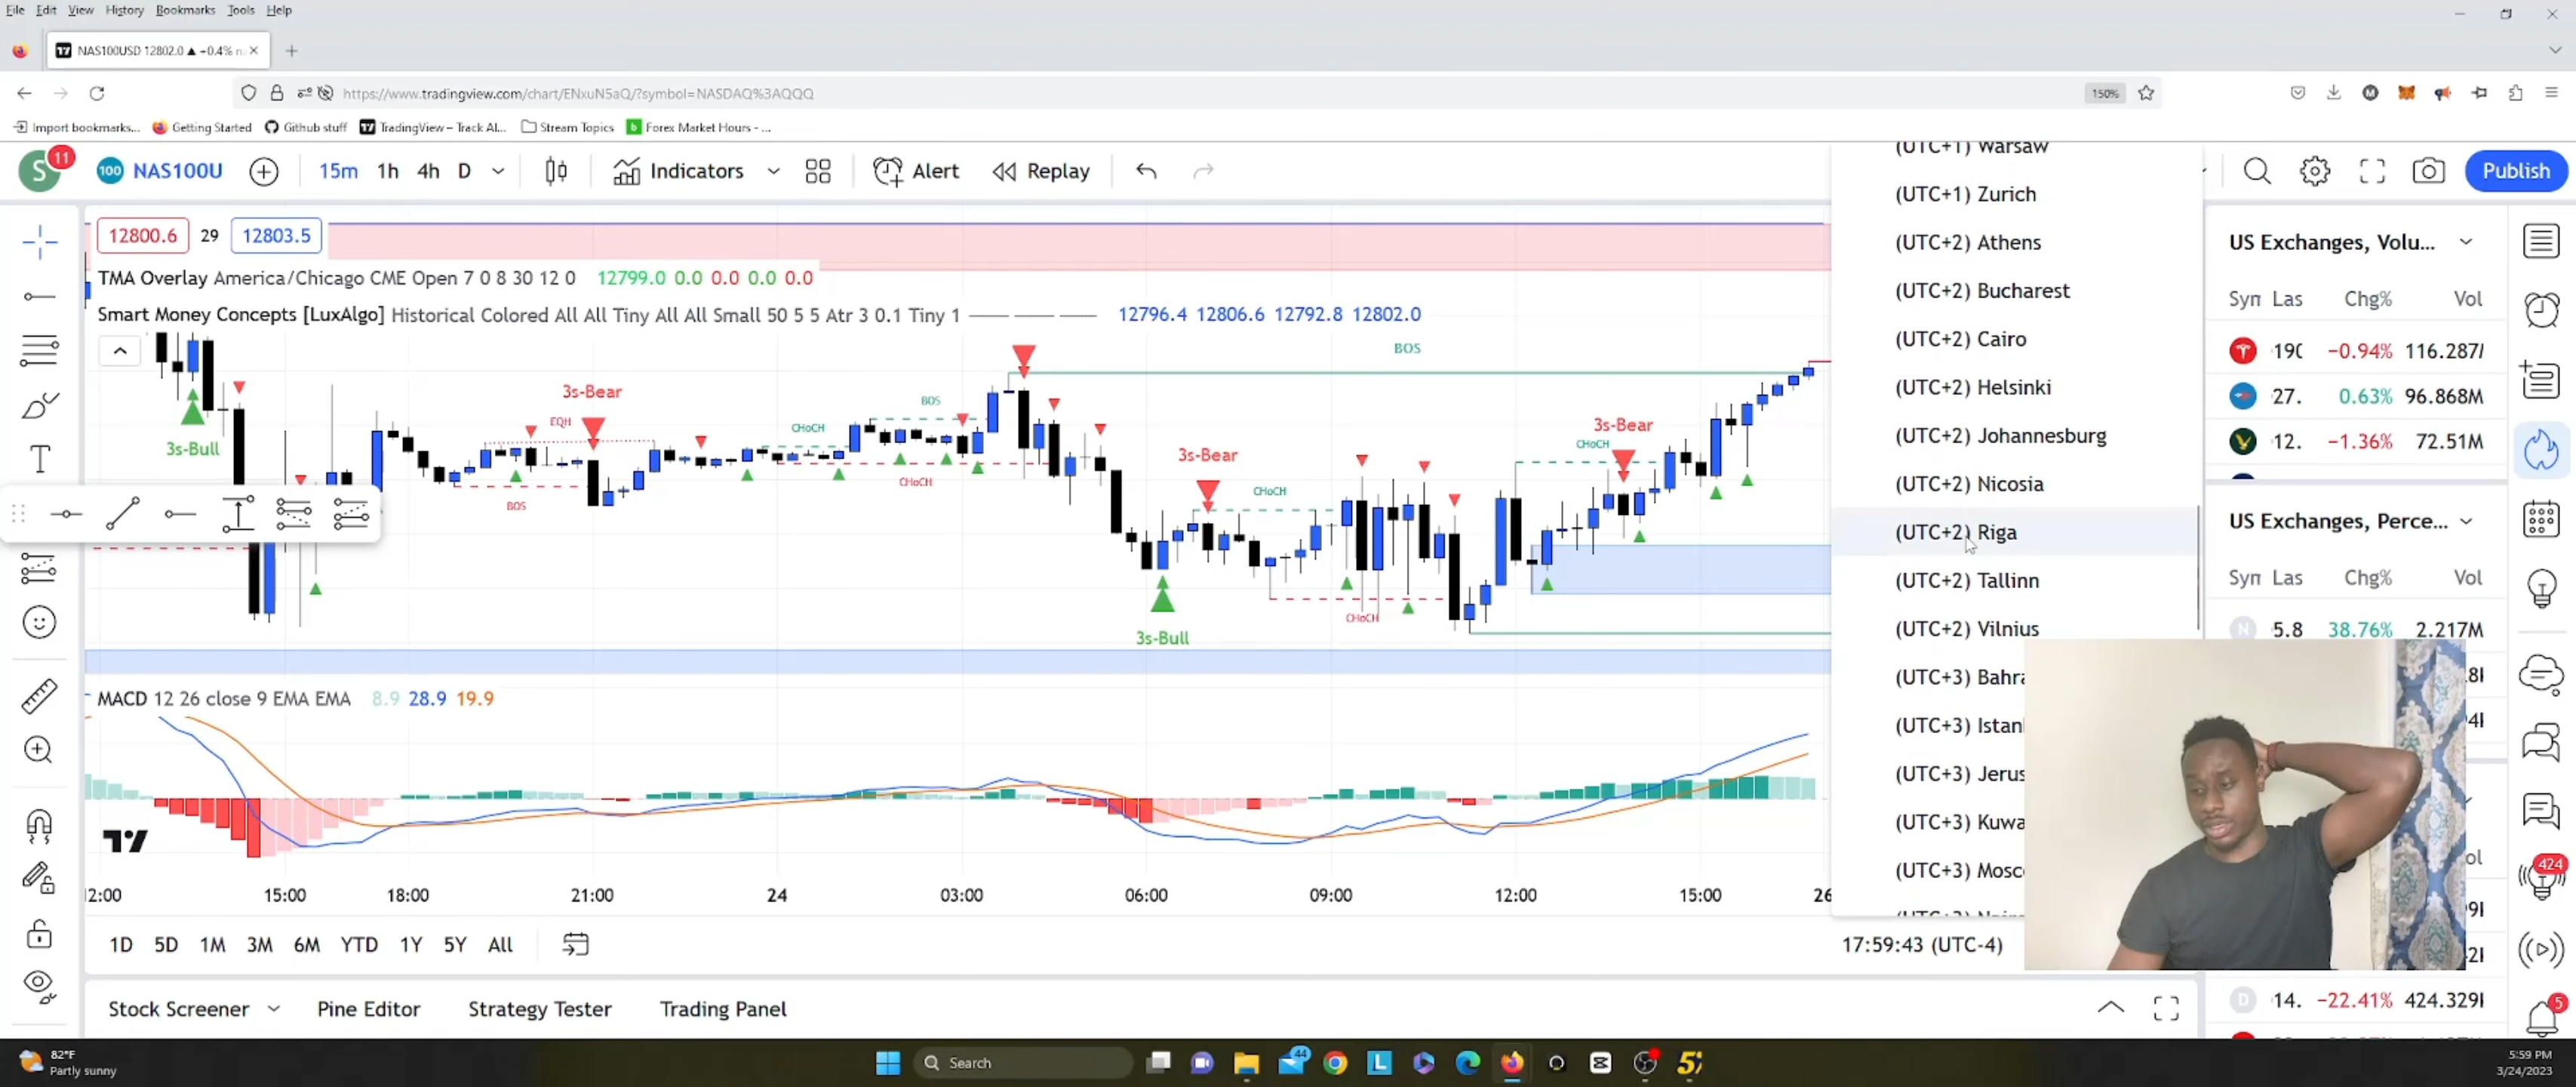 File Edit View History Bookmarks Tools Help
NAS100USD 12802.0 ▲ +0.4% n
https://www.tradingview.com/chart/ENxuN5aQ/?symbol=NASDAQ%3AQQQ
150%
Import bookmarks... Getting Started Github stuff TradingView – Track Al... Stream Topics Forex Market Hours - ...
S 11 100 NAS100U 15m 1h 4h D Indicators Alert Replay Publish
12800.6 29 12803.5
TMA Overlay America/Chicago CME Open 7 0 8 30 12 0 12799.0 0.0 0.0 0.0 0.0
Smart Money Concepts [LuxAlgo] Historical Colored All All Tiny All All Small 50 5 5 Atr 3 0.1 Tiny 1 12796.4 12806.6 12792.8 12802.0
BOS
3s-Bear
BOS
EQH
CHoCH
3s-Bear
CHoCH
3s-Bull
3s-Bear
CHoCH
CHoCH
BOS
CHoCH
3s-Bull
MACD 12 26 close 9 EMA EMA 8.9 28.9 19.9
12:00 15:00 18:00 21:00 24 03:00 06:00 09:00 12:00 15:00 26
1D 5D 1M 3M 6M YTD 1Y 5Y All
17:59:43 (UTC-4)
Stock Screener Pine Editor Strategy Tester Trading Panel
(UTC+1) Warsaw
(UTC+1) Zurich
(UTC+2) Athens
(UTC+2) Bucharest
(UTC+2) Cairo
(UTC+2) Helsinki
(UTC+2) Johannesburg
(UTC+2) Nicosia
(UTC+2) Riga
(UTC+2) Tallinn
(UTC+2) Vilnius
(UTC+3) Bahra
(UTC+3) Istan
(UTC+3) Jerus
(UTC+3) Kuwa
(UTC+3) Mosc
US Exchanges, Volu...
Syn Las Chg% Vol
190 −0.94% 116.287
27. 0.63% 96.868M
12. −1.36% 72.51M
US Exchanges, Perce...
Syn Las Chg% Vol
N 5.8 38.76% 2.217M
D 14. −22.41% 424.329
424
5
82°F
Partly sunny
Search
44
5:59 PM
3/24/2023